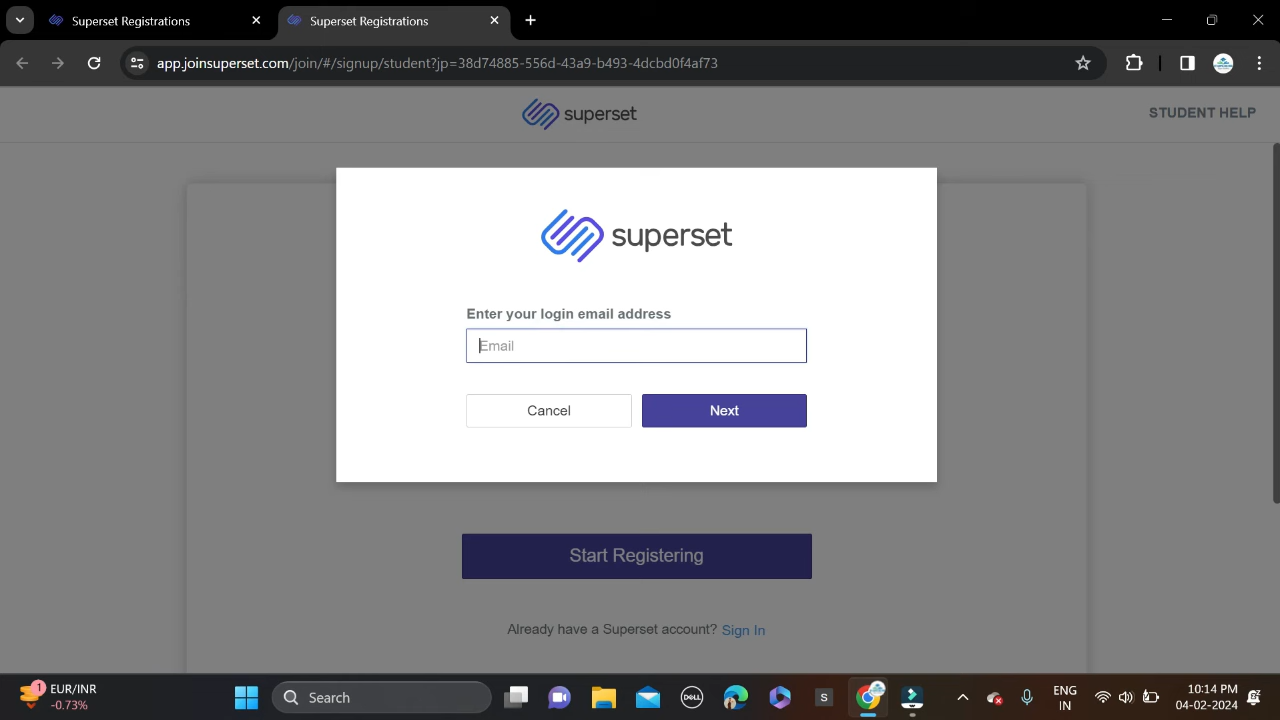 Superset Registrations
Superset Registrations
app.joinsuperset.com/join/#/signup/student?jp=38d74885-556d-43a9-b493-4dcbd0f4af73
superset
STUDENT HELP
superset
Enter your login email address
Email
Cancel
Next
Start Registering
Already have a Superset account? Sign In
1
EUR/INR
-0.73%
Search
DELL
S
ENG
IN
10:14 PM
04-02-2024